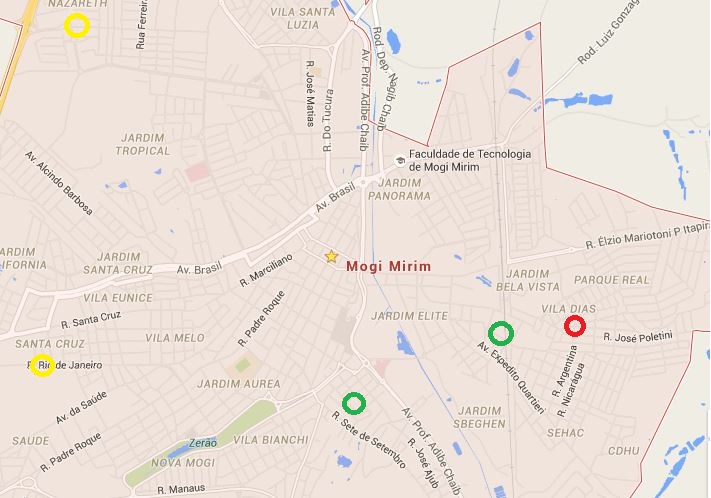 NAZARETH
Rua Ferreira
VILA SANTA
LUZIA
Rod. Dep. Nagib Chaib
Rod. Luiz Gonzag
R. José Matias
R. Do Tucura
Av. Prof. Adibe Chaib
JARDIM
TROPICAL
Av. Alcindo Barbosa
Faculdade de Tecnologia
de Mogi Mirim
Av. Brasil
JARDIM
PANORAMA
R. Élzio Mariotoni P Itapira
ARDIM
IFORNIA
JARDIM
SANTA CRUZ
Av. Brasil
R. Marciliano
Mogi Mirim
JARDIM
BELA VISTA
PARQUE REAL
VILA EUNICE
R. Padre Roque
R. Santa Cruz
JARDIM ELITE
VILA DIAS
SANTA CRUZ
VILA MELO
R. José Poletini
R. Rio de Janeiro
Av. Expedito Quartieri
R. Argentina
R. Nicarágua
JARDIM AUREA
Av. da Saúde
JARDIM
SBEGHEN
Av. Prof. Adibe Chaib
R. Sete de Setembro
R. José Ajub
SEHAC
SAUDE
R. Padre Roque
Zerão
VILA BIANCHI
CDHU
NOVA MOGI
R. Manaus